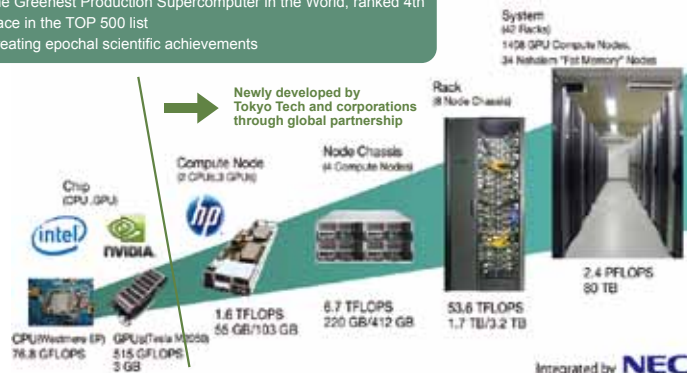 he Greenest Production Supercomputer in the World, ranked 4th
ace in the TOP 500 list
reating epochal scientific achievements
Newly developed by
Tokyo Tech and corporations
through global partnership
System
(42 Racks)
1408 GPU Compute Nodes,
34 Nehalem "Fat Memory" Nodes
Rack
(8 Node Chassis)
Node Chassis
(4 Compute Nodes)
Compute Node
(2 CPUs,3 GPUs)
Chip
(CPU, GPU)
intel
NVIDIA
hp
2.4 PFLOPS
80 TB
53.6 TFLOPS
1.7 TB/3.2 TB
6.7 TFLOPS
220 GB/412 GB
1.6 TFLOPS
55 GB/103 GB
CPU(Westmere EP)
76.8 GFLOPS
GPUs(Tesla M2050)
515 GFLOPS
3 GB
Integrated by NEC